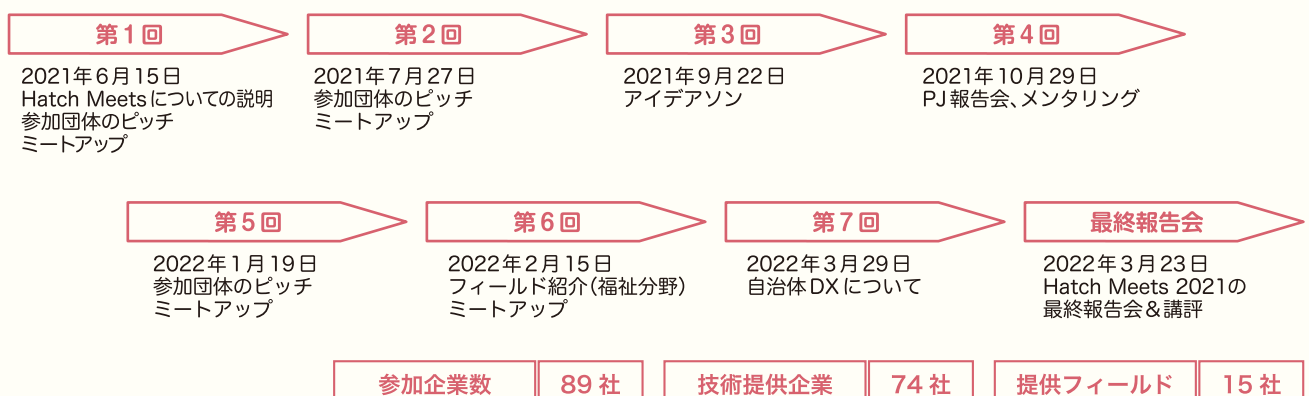 第1回
2021年6月15日
Hatch Meetsについての説明
参加団体のピッチ
ミートアップ
第2回
2021年7月27日
参加団体のピッチ
ミートアップ
第3回
2021年9月22日
アイデアソン
第4回
2021年10月29日
PJ報告会、メンタリング
第5回
2022年1月19日
参加団体のピッチ
ミートアップ
第6回
2022年2月15日
フィールド紹介（福祉分野）
ミートアップ
第7回
2022年3月29日
自治体DXについて
最終報告会
2022年3月23日
Hatch Meets 2021の
最終報告会＆講評
参加企業数 89社
技術提供企業 74社
提供フィールド 15社